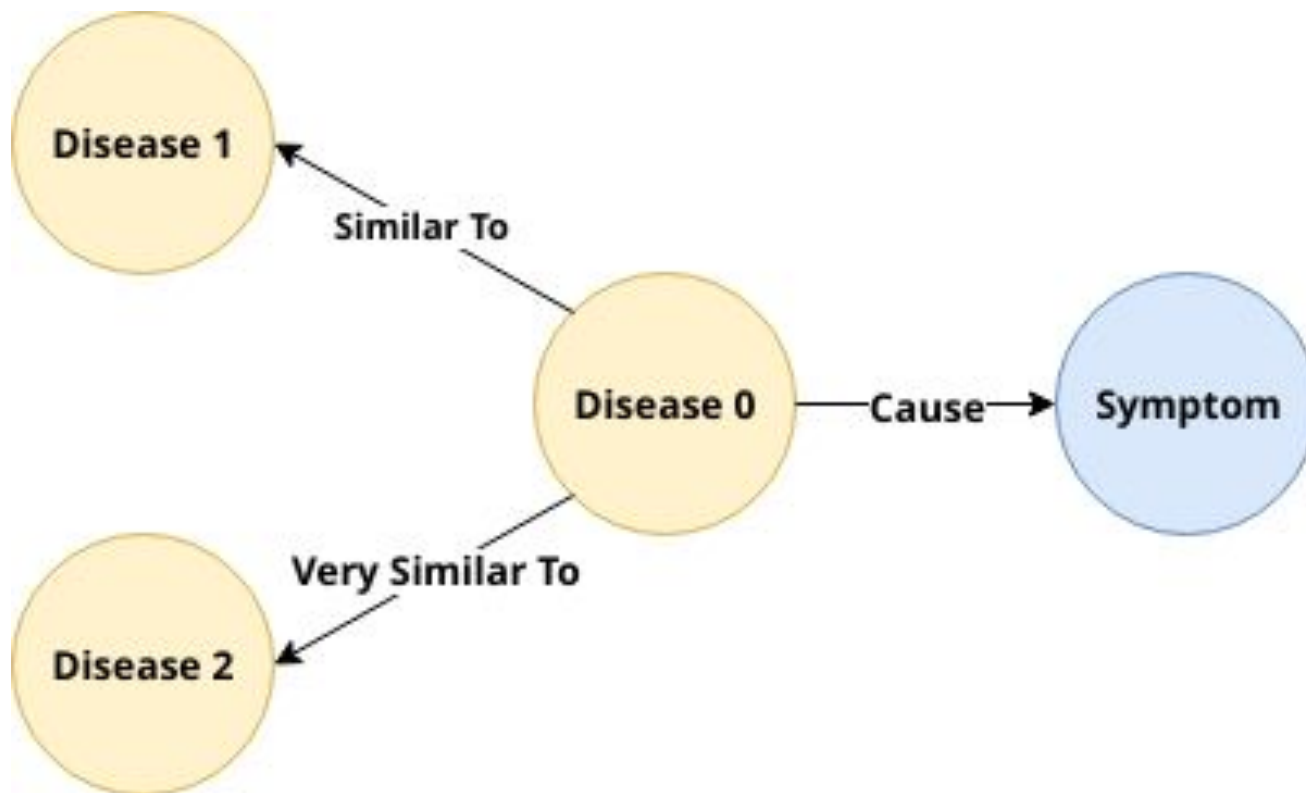 Disease 1
Similar To
Disease 0
Cause
Symptom
Very Similar To
Disease 2